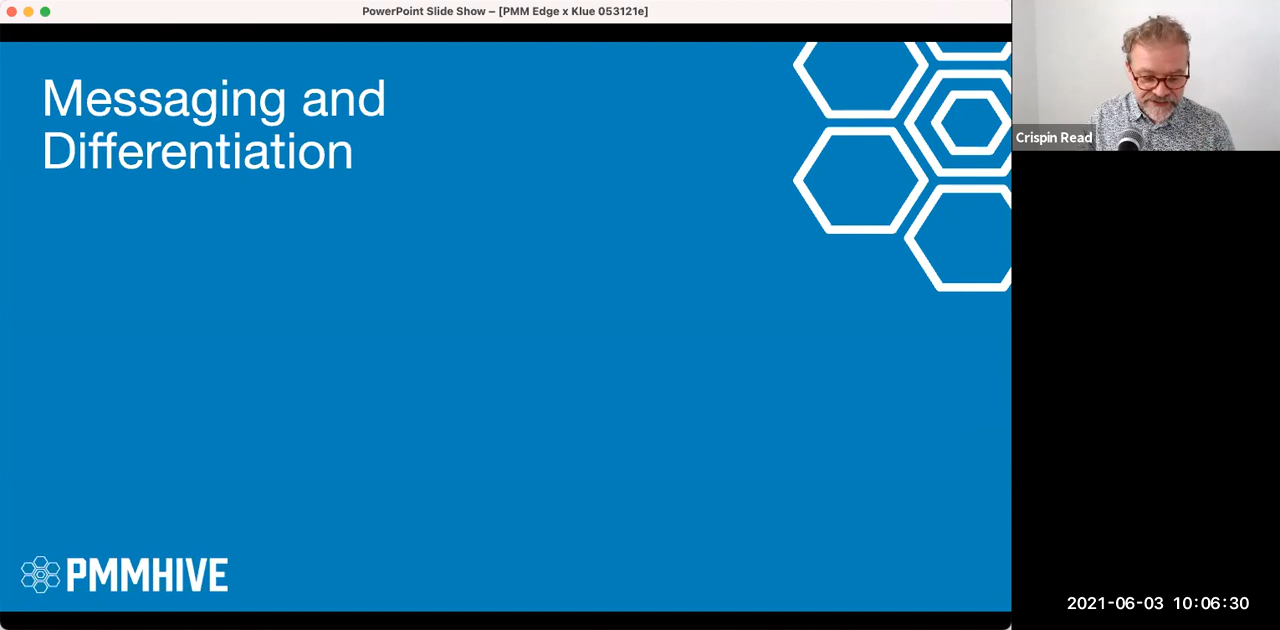 PowerPoint Slide Show – [PMM Edge x Klue 053121e]
Messaging and
Differentiation
Crispin Read
PMMHIVE
2021-06-03 10:06:30